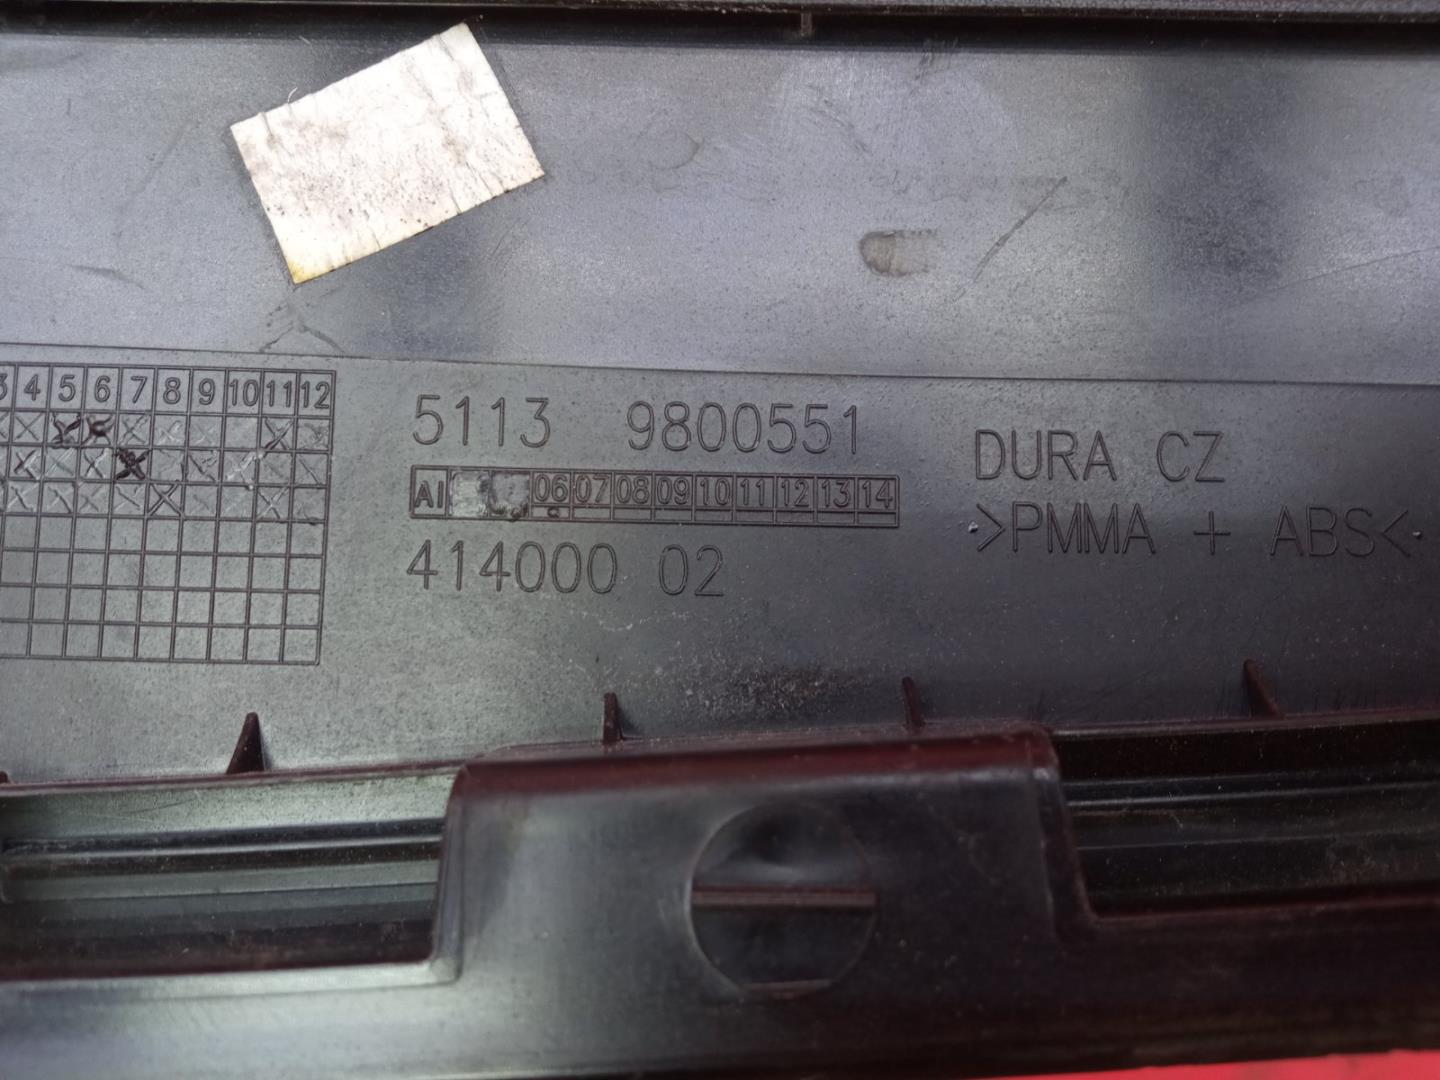 3 4 5 6 7 8 9 10 11 12
5113 9800551
AI 06 07 08 09 10 11 12 13 14
414000 02
DURA CZ
>PMMA + ABS<